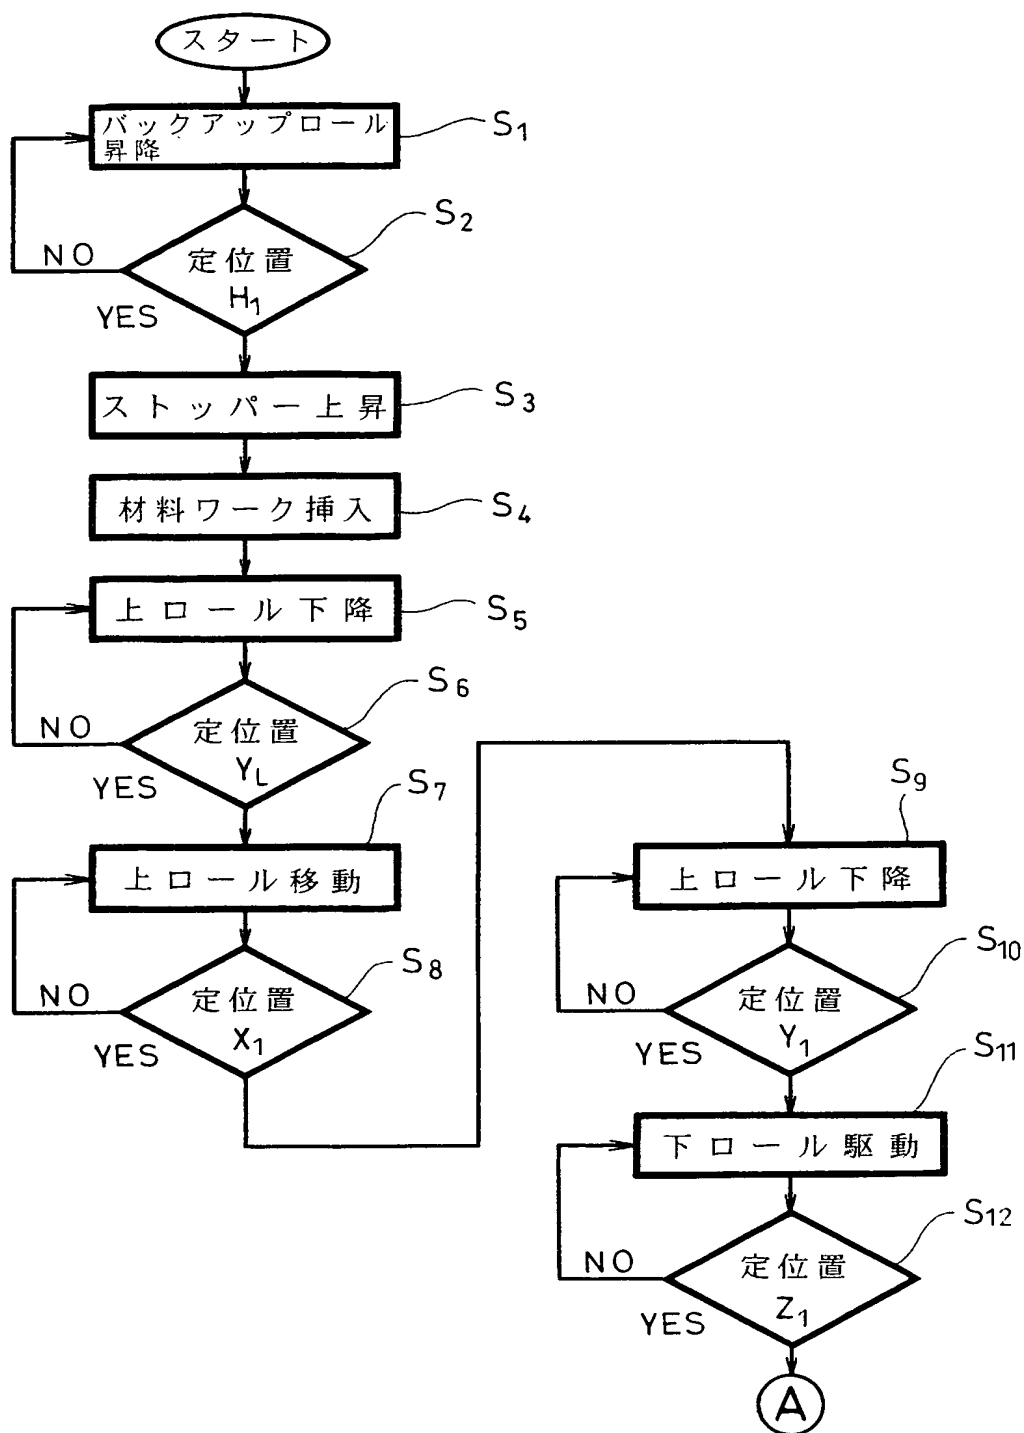 スタート
バックアップロール
昇降
S1
S2
定位置
H1
NO
YES
ストッパー上昇
S3
材料ワーク挿入
S4
上ロール下降
S5
S6
定位置
YL
NO
YES
S7
上ロール移動
S8
定位置
X1
NO
YES
S9
上ロール下降
S10
定位置
Y1
NO
YES
S11
下ロール駆動
S12
定位置
Z1
NO
YES
A